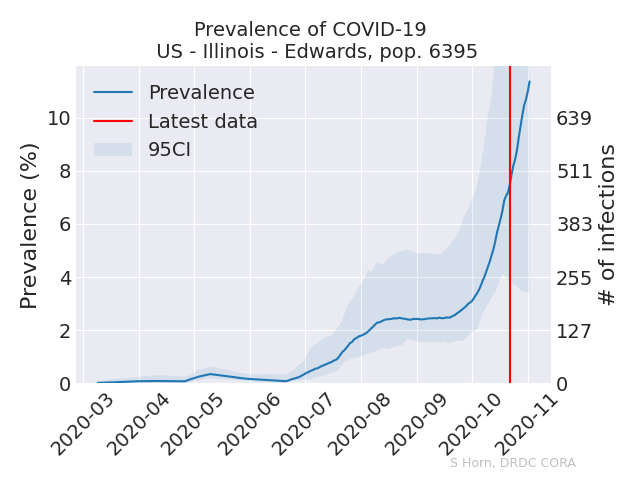 Prevalence of COVID-19
US - Illinois - Edwards, pop. 6395
Prevalence
Latest data
95CI
Prevalence (%)
10
8
6
4
2
0
639
511
383
255
127
0
# of infections
2020-03
2020-04
2020-05
2020-06
2020-07
2020-08
2020-09
2020-10
2020-11
S Horn, DRDC CORA